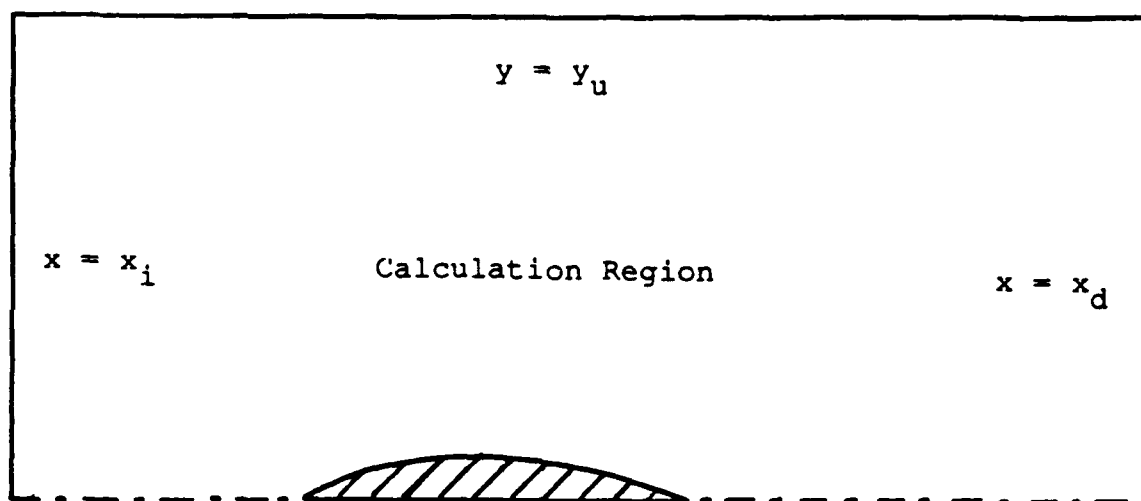 y = y_u
x = x_i
Calculation Region
x = x_d